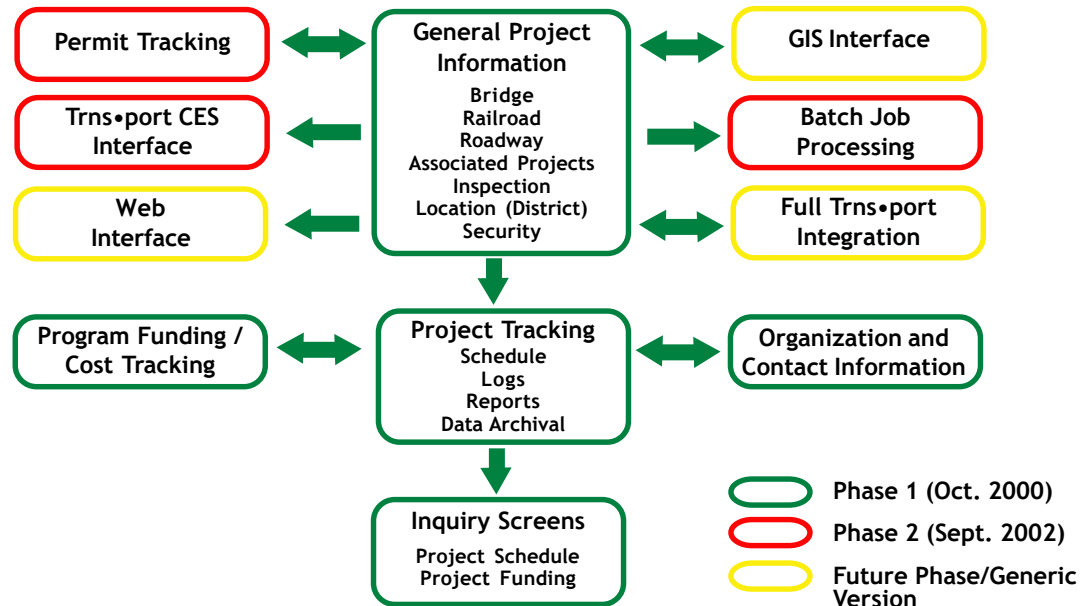 Permit Tracking
General Project
Information
Bridge
Railroad
Roadway
Associated Projects
Inspection
Location (District)
Security
GIS Interface
Trns•port CES
Interface
Batch Job
Processing
Web
Interface
Full Trns•port
Integration
Program Funding /
Cost Tracking
Project Tracking
Schedule
Logs
Reports
Data Archival
Organization and
Contact Information
Inquiry Screens
Project Schedule
Project Funding
Phase 1 (Oct. 2000)
Phase 2 (Sept. 2002)
Future Phase/Generic
Version